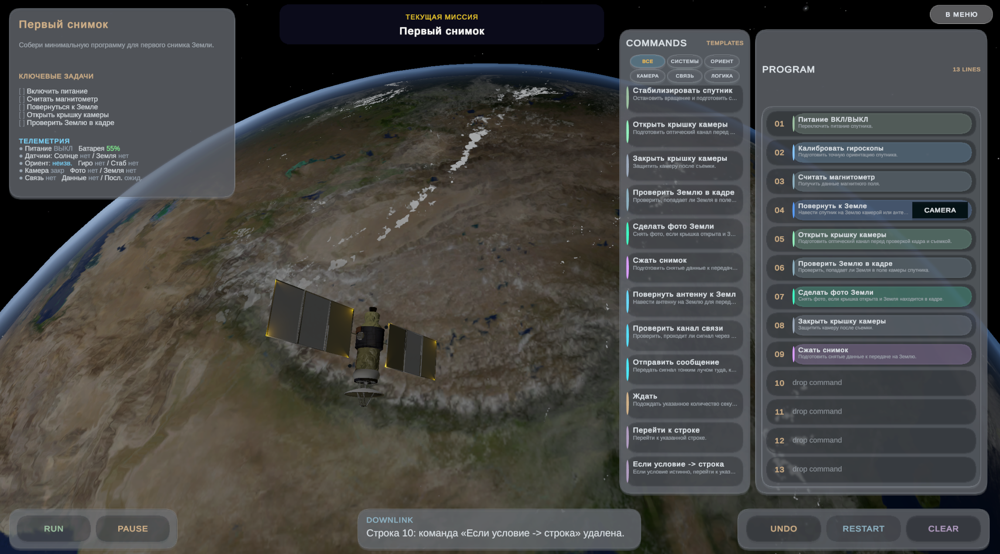 Первый снимок
Собери минимальную программу для первого снимка Земли.
КЛЮЧЕВЫЕ ЗАДАЧИ
[ ] Включить питание
[ ] Считать магнитометр
[ ] Повернуться к Земле
[ ] Открыть крышку камеры
[ ] Проверить Землю в кадре
ТЕЛЕМЕТРИЯ
● Питание ВЫКЛ Батарея 55%
● Датчики: Солнце нет / Земля нет
● Ориент: неизв. Гиро нет / Стаб нет
● Камера закр Фото нет / Земля нет
● Связь нет Данные нет / Посл. ожид.
ТЕКУЩАЯ МИССИЯ
Первый снимок
В МЕНЮ
COMMANDS
TEMPLATES
ВСЕ
СИСТЕМЫ
ОРИЕНТ
КАМЕРА
СВЯЗЬ
ЛОГИКА
Стабилизировать спутник
Остановить вращение и подготовить с...
Открыть крышку камеры
Подготовить оптический канал перед ...
Закрыть крышку камеры
Защитить камеру после съемки.
Проверить Землю в кадре
Проверить, попадает ли Земля в поле...
Сделать фото Земли
Снять фото, если крышка открыта и З...
Сжать снимок
Подготовить снятые данные к передач...
Повернуть антенну к Земл
Навести антенну на Землю для перед...
Проверить канал связи
Проверить, проходит ли сигнал через ...
Отправить сообщение
Передать сигнал тонким лучом туда, к...
Ждать
Подождать указанное количество секу...
Перейти к строке
Перейти к указанной строке.
Если условие -> строка
Если условие истинно, перейти к указ...
PROGRAM
13 LINES
01
Питание ВКЛ/ВЫКЛ
Переключить питание спутника.
02
Калибровать гироскопы
Подготовить точную ориентацию спутника.
03
Считать магнитометр
Получить данные магнитного поля.
04
Повернуть к Земле
Навести спутник на Землю камерой или анте...
CAMERA
05
Открыть крышку камеры
Подготовить оптический канал перед проверкой кадра и съемкой.
06
Проверить Землю в кадре
Проверить, попадает ли Земля в поле камеры спутника.
07
Сделать фото Земли
Снять фото, если крышка открыта и Земля находится в кадре.
08
Закрыть крышку камеры
Защитить камеру после съемки.
09
Сжать снимок
Подготовить снятые данные к передаче на Землю.
10 drop command
11 drop command
12 drop command
13 drop command
RUN
PAUSE
DOWNLINK
Строка 10: команда «Если условие -> строка» удалена.
UNDO
RESTART
CLEAR